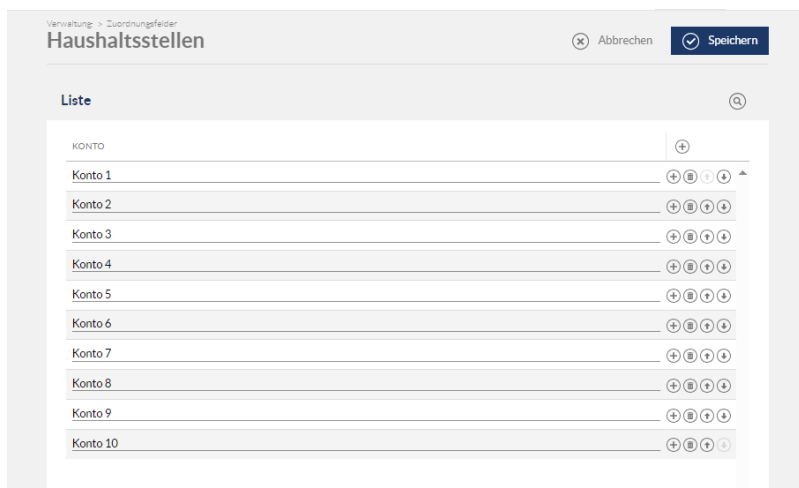 Verwaltung > Zuordnungsfelder
Haushaltsstellen
Abbrechen
Speichern
Liste
KONTO
Konto 1
Konto 2
Konto 3
Konto 4
Konto 5
Konto 6
Konto 7
Konto 8
Konto 9
Konto 10